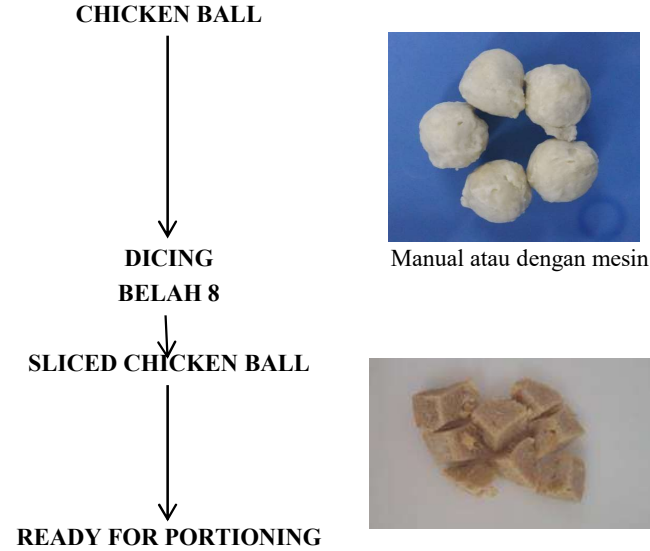 CHICKEN BALL
DICING
Manual atau dengan mesin
BELAH 8
SLICED CHICKEN BALL
READY FOR PORTIONING